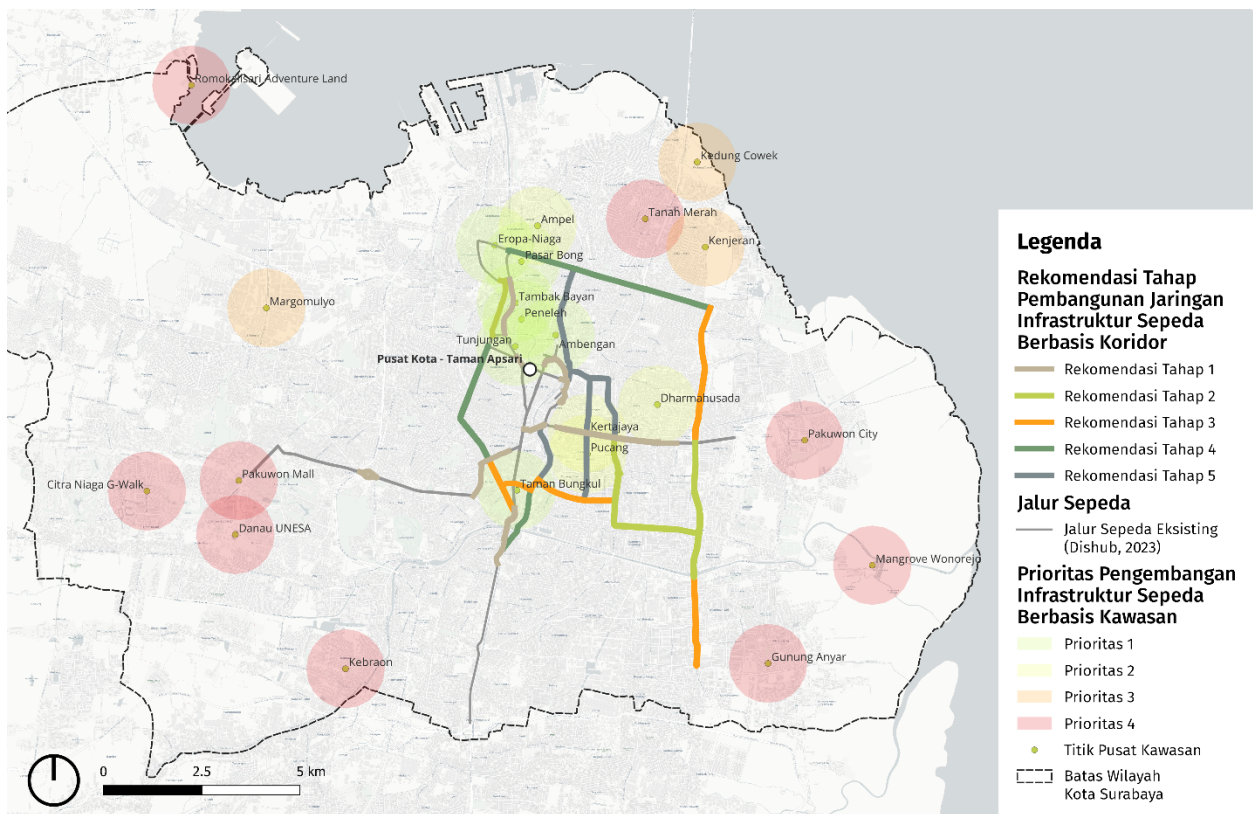 Romokalisari Adventure Land
Kedung Cowek
Tanah Merah
Ampel
Eropa-Niaga
Kenjeran
Pasar Bong
Margomulyo
Tambak Bayan
Peneleh
Tunjungan
Ambengan
Pusat Kota - Taman Apsari
Dharmahusada
Kertajaya
Pakuwon City
Pucang
Pakuwon Mall
Citra Niaga G-Walk
Taman Bungkul
Danau UNESA
Mangrove Wonorejo
Kebraon
Gunung Anyar
0 2.5 5 km
Legenda
Rekomendasi Tahap
Pembangunan Jaringan
Infrastruktur Sepeda
Berbasis Koridor
Rekomendasi Tahap 1
Rekomendasi Tahap 2
Rekomendasi Tahap 3
Rekomendasi Tahap 4
Rekomendasi Tahap 5
Jalur Sepeda
Jalur Sepeda Eksisting
(Dishub, 2023)
Prioritas Pengembangan
Infrastruktur Sepeda
Berbasis Kawasan
Prioritas 1
Prioritas 2
Prioritas 3
Prioritas 4
Titik Pusat Kawasan
Batas Wilayah
Kota Surabaya